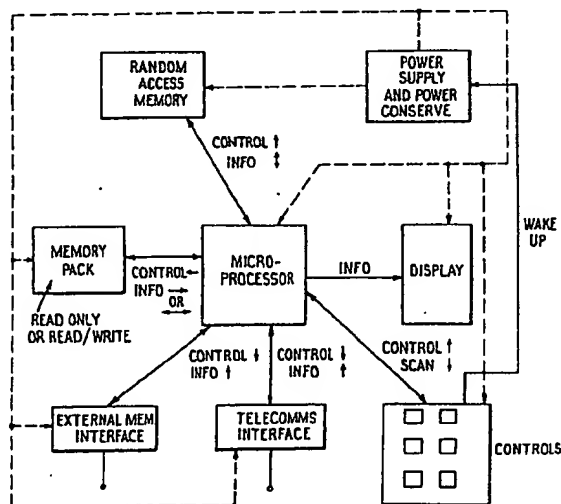 RANDOM
ACCESS
MEMORY
POWER
SUPPLY
AND POWER
CONSERVE
CONTROL ↑
INFO ↕
WAKE
UP
MEMORY
PACK
MICRO-
PROCESSOR
DISPLAY
INFO
CONTROL ←
INFO →
OR ↔
READ ONLY
OR READ/WRITE
CONTROL ↓
INFO ↑
CONTROL ↓
INFO ↑
CONTROL ↑
SCAN ↓
EXTERNAL MEM
INTERFACE
TELECOMMS
INTERFACE
CONTROLS